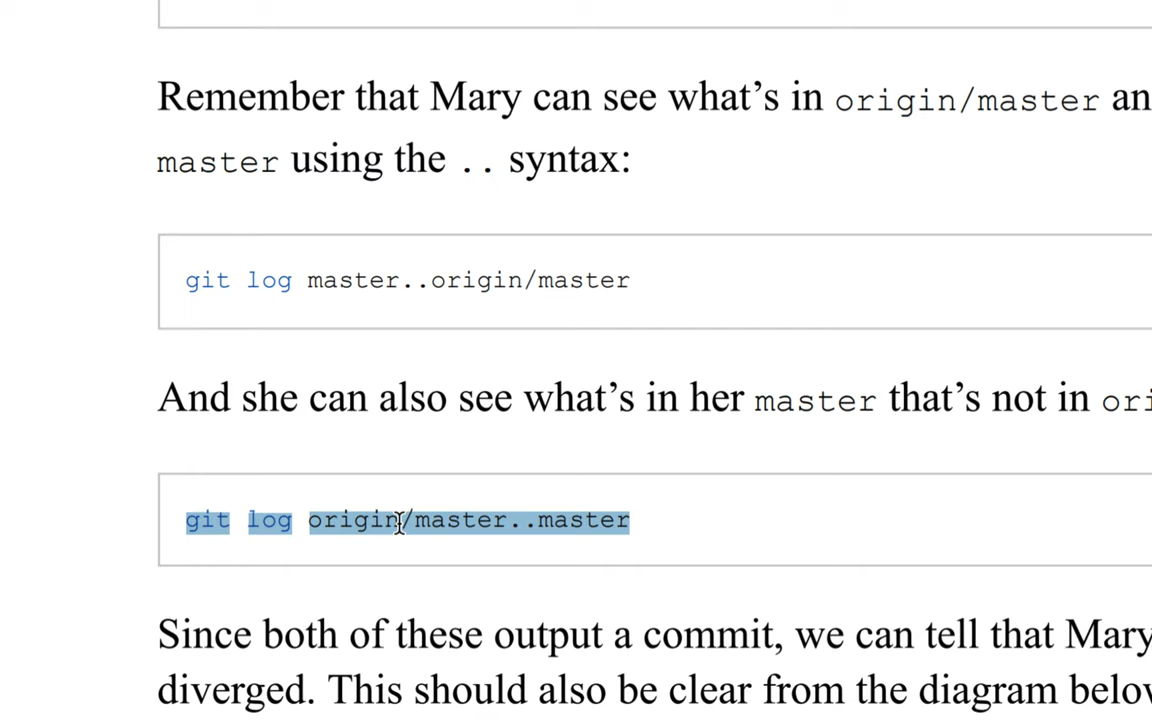 Remember that Mary can see what’s in origin/master an
master using the .. syntax:
git log master..origin/master
And she can also see what’s in her master that’s not in ori
git log origin/master..master
Since both of these output a commit, we can tell that Mary
diverged. This should also be clear from the diagram below